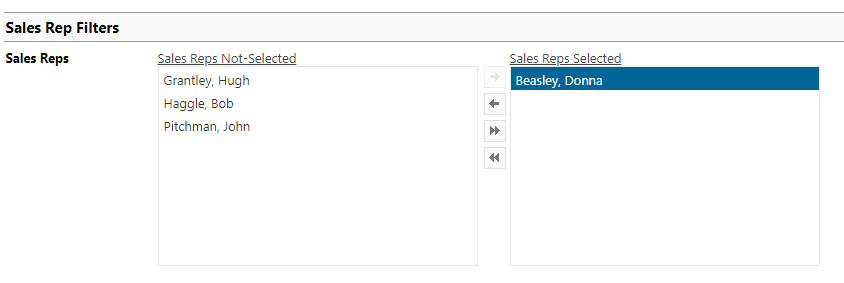 Sales Rep Filters
Sales Reps
Sales Reps Not-Selected
Grantley, Hugh
Haggle, Bob
Pitchman, John
Sales Reps Selected
Beasley, Donna